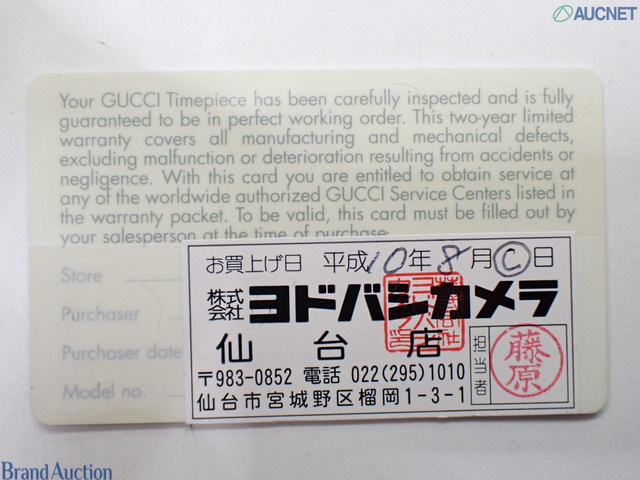 AUCNET
Your GUCCI Timepiece has been carefully inspected and is fully
guaranteed to be in perfect working order. This two-year limited
warranty covers all manufacturing and mechanical defects,
excluding malfunction or deterioration resulting from accidents or
negligence. With this card you are entitled to obtain service at
any of the worldwide authorized GUCCI Service Centers listed in
the warranty packet. To be valid, this card must be filled out by
your salesperson at the time of purchase:
Store
Purchaser
Purchaser date
Model no.
お買上げ日 平成10年8月Ⓒ日
株式会社 ヨドバシカメラ
仙台店
担当者
藤原
〒983-0852 電話 022(295)1010
仙台市宮城野区榴岡1-3-1
Brand Auction